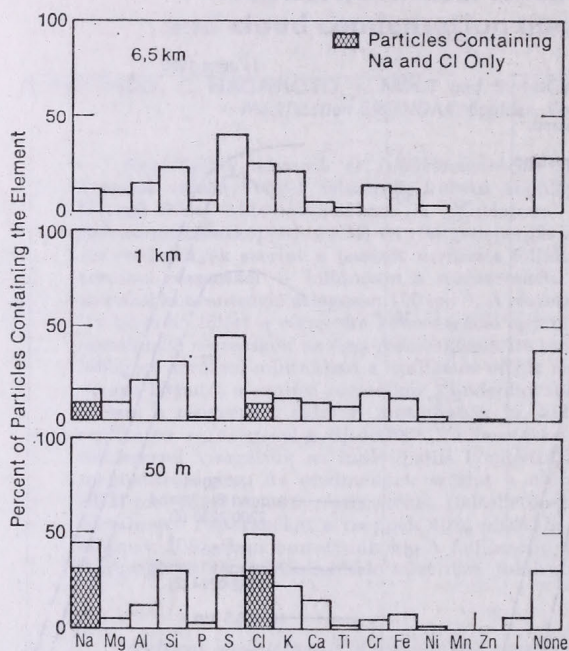 100
6,5 km
Particles Containing
Na and Cl Only
50
0
100
1 km
50
0
100
50 m
50
0
Percent of Particles Containing the Element
Na Mg Al Si P S Cl K Ca Ti Cr Fe Ni Mn Zn I None